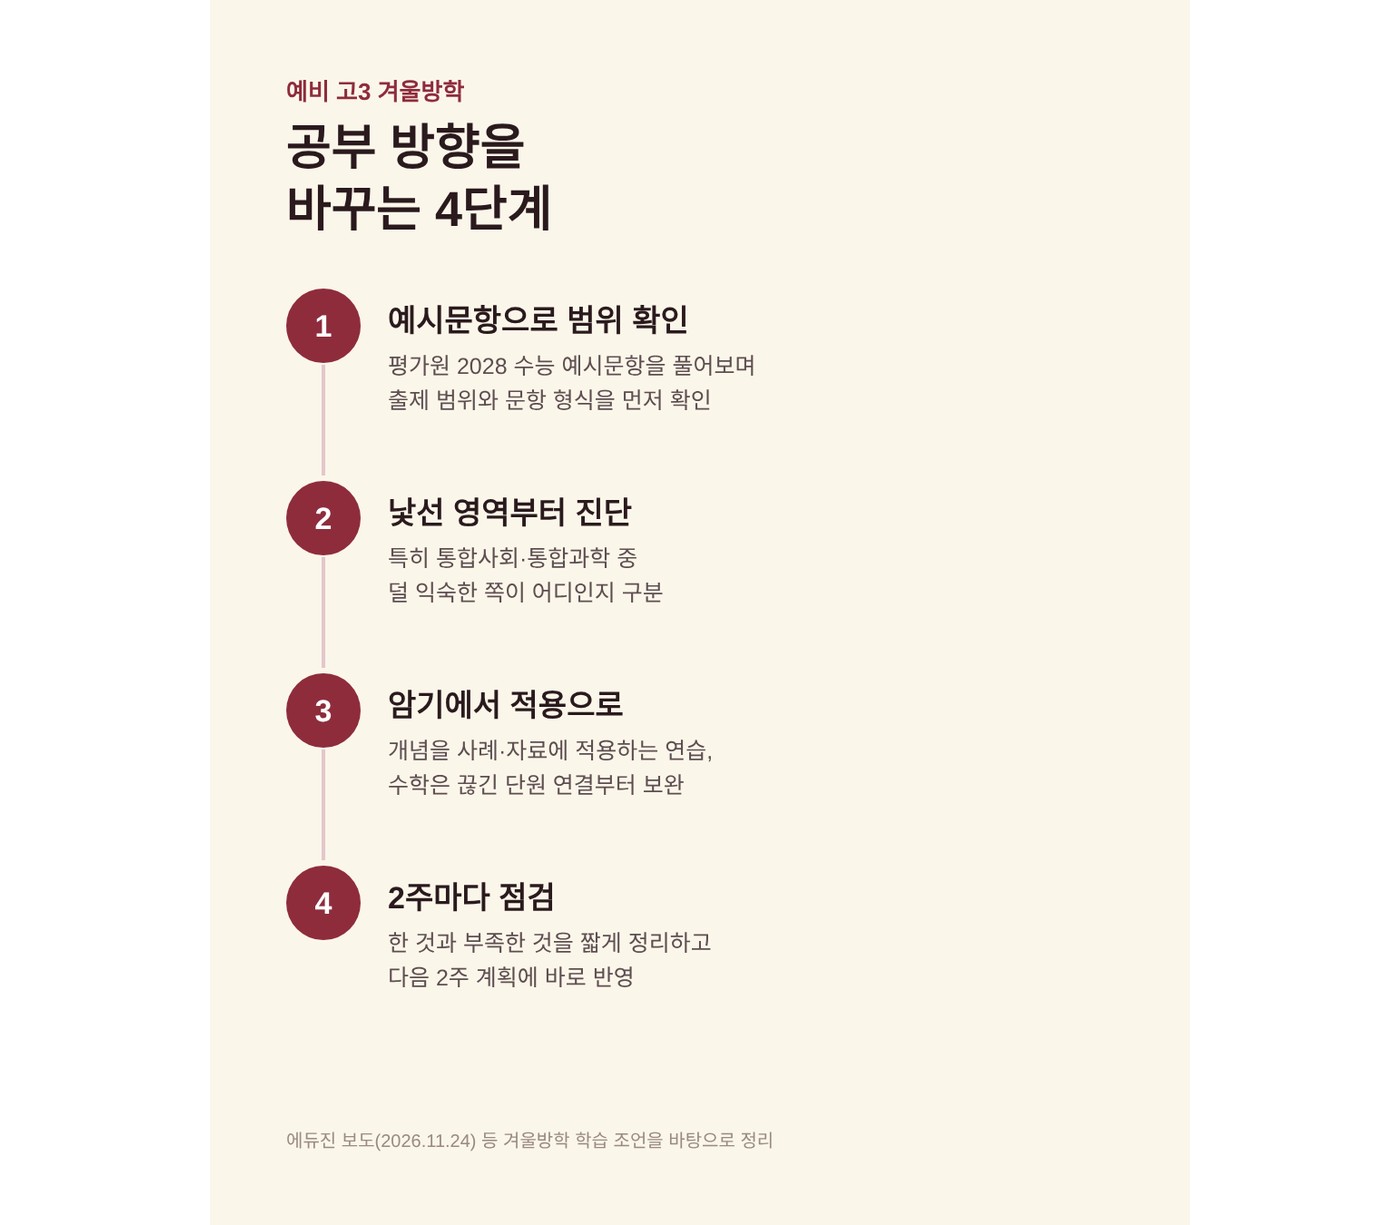 예비 고3 겨울방학
공부 방향을
바꾸는 4단계
1
예시문항으로 범위 확인
평가원 2028 수능 예시문항을 풀어보며
출제 범위와 문항 형식을 먼저 확인
2
낯선 영역부터 진단
특히 통합사회·통합과학 중
덜 익숙한 쪽이 어디인지 구분
3
암기에서 적용으로
개념을 사례·자료에 적용하는 연습,
수학은 끊긴 단원 연결부터 보완
4
2주마다 점검
한 것과 부족한 것을 짧게 정리하고
다음 2주 계획에 바로 반영
에듀진 보도(2026.11.24) 등 겨울방학 학습 조언을 바탕으로 정리